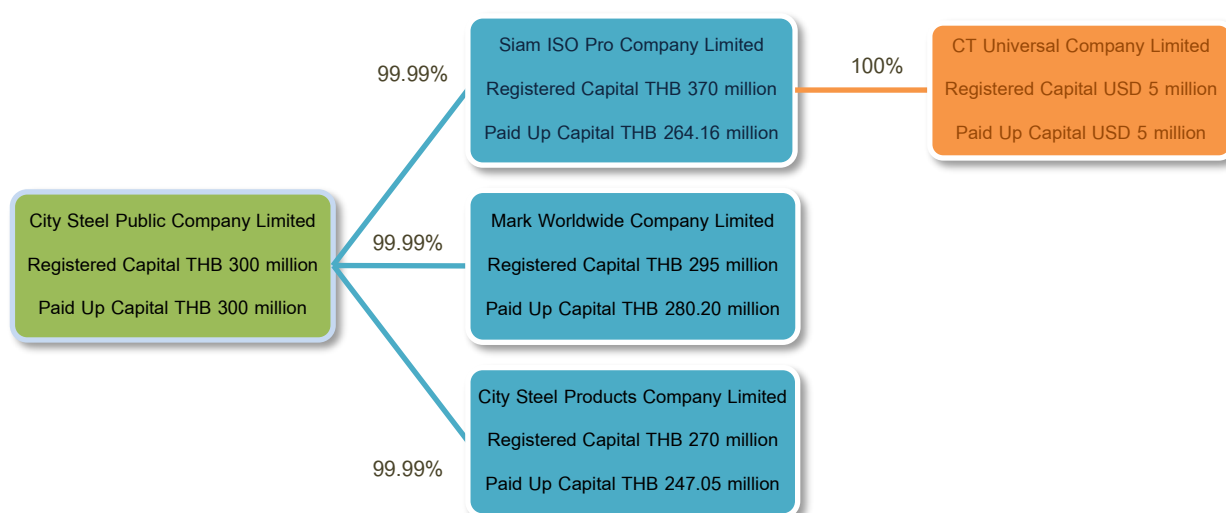 Siam ISO Pro Company Limited
Registered Capital THB 370 million
Paid Up Capital THB 264.16 million
99.99%
100%
CT Universal Company Limited
Registered Capital USD 5 million
Paid Up Capital USD 5 million
City Steel Public Company Limited
Registered Capital THB 300 million
Paid Up Capital THB 300 million
99.99%
Mark Worldwide Company Limited
Registered Capital THB 295 million
Paid Up Capital THB 280.20 million
City Steel Products Company Limited
Registered Capital THB 270 million
Paid Up Capital THB 247.05 million
99.99%